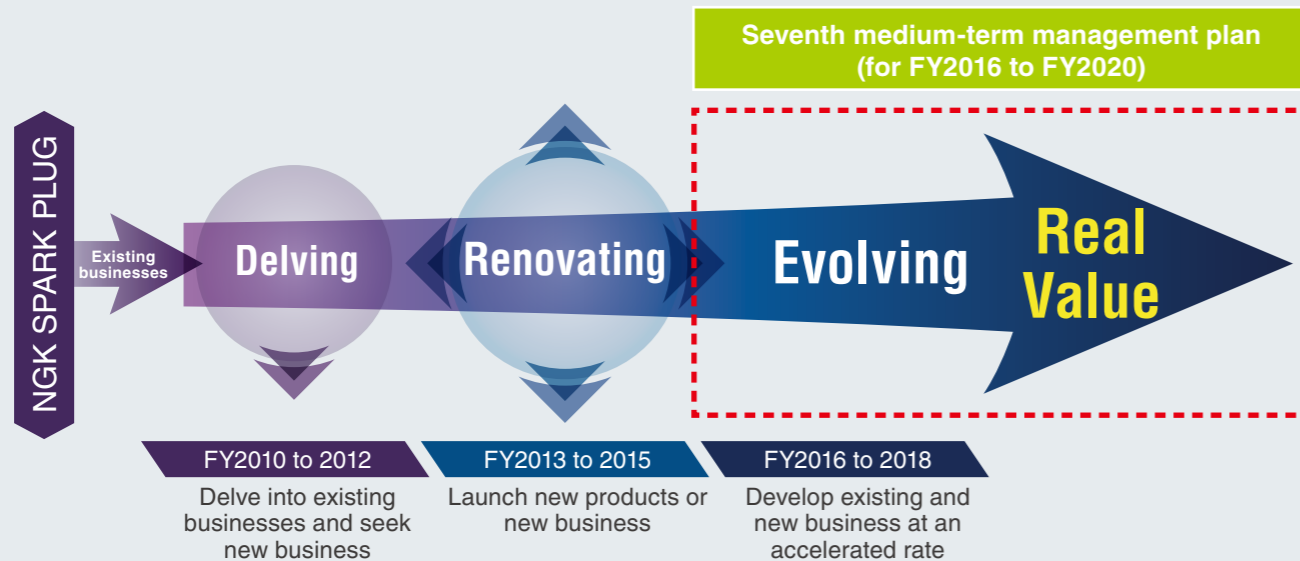 Seventh medium-term management plan
(for FY2016 to FY2020)
NGK SPARK PLUG
Existing
businesses
Delving
Renovating
Evolving
Real
Value
FY2010 to 2012
Delve into existing
businesses and seek
new business
FY2013 to 2015
Launch new products or
new business
FY2016 to 2018
Develop existing and
new business at an
accelerated rate